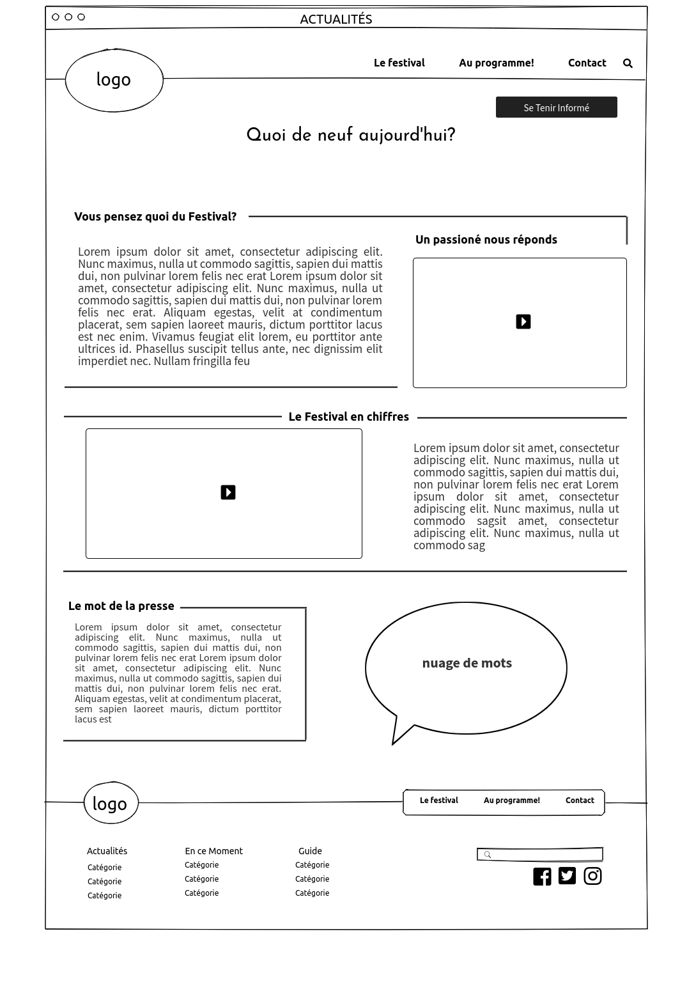 ACTUALITÉS
logo
Le festival
Au programme!
Contact
Se Tenir Informé
Quoi de neuf aujourd'hui?
Vous pensez quoi du Festival?
Lorem ipsum dolor sit amet, consectetur adipiscing elit.
Nunc maximus, nulla ut commodo sagittis, sapien dui mattis
dui, non pulvinar lorem felis nec erat Lorem ipsum dolor sit
amet, consectetur adipiscing elit. Nunc maximus, nulla ut
commodo sagittis, sapien dui mattis dui, non pulvinar lorem
felis nec erat. Aliquam egestas, velit at condimentum
placerat, sem sapien laoreet mauris, dictum porttitor lacus
est nec enim. Vivamus feugiat elit lorem, eu porttitor ante
ultrices id. Phasellus suscipit tellus ante, nec dignissim elit
imperdiet nec. Nullam fringilla feu
Un passioné nous réponds
Le Festival en chiffres
Lorem ipsum dolor sit amet, consectetur
adipiscing elit. Nunc maximus, nulla ut
commodo sagittis, sapien dui mattis dui,
non pulvinar lorem felis nec erat Lorem
ipsum dolor sit amet, consectetur
adipiscing elit. Nunc maximus, nulla ut
commodo sagsit amet, consectetur
adipiscing elit. Nunc maximus, nulla ut
commodo sag
Le mot de la presse
Lorem ipsum dolor sit amet, consectetur
adipiscing elit. Nunc maximus, nulla ut
commodo sagittis, sapien dui mattis dui, non
pulvinar lorem felis nec erat Lorem ipsum dolor
sit amet, consectetur adipiscing elit. Nunc
maximus, nulla ut commodo sagittis, sapien dui
mattis dui, non pulvinar lorem felis nec erat.
Aliquam egestas, velit at condimentum placerat,
sem sapien laoreet mauris, dictum porttitor
lacus est
nuage de mots
logo
Le festival
Au programme!
Contact
Actualités
Catégorie
Catégorie
Catégorie
En ce Moment
Catégorie
Catégorie
Catégorie
Guide
Catégorie
Catégorie
Catégorie